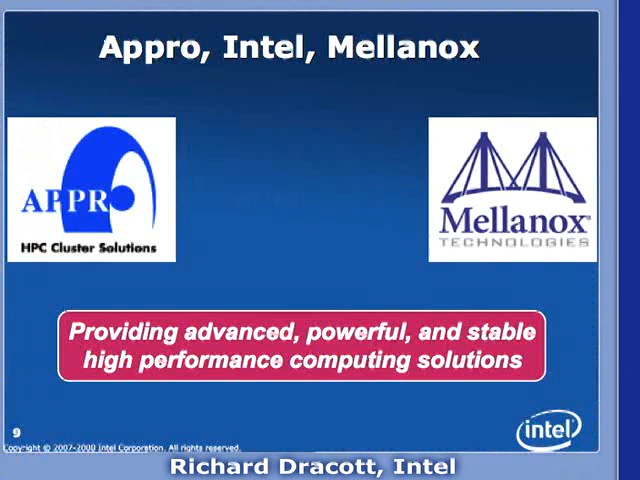 Appro, Intel, Mellanox
APPRO
HPC Cluster Solutions
Mellanox
TECHNOLOGIES
Providing advanced, powerful, and stable
high performance computing solutions
9
intel
Copyright © 2007-2009 Intel Corporation. All rights reserved.
Richard Dracott, Intel